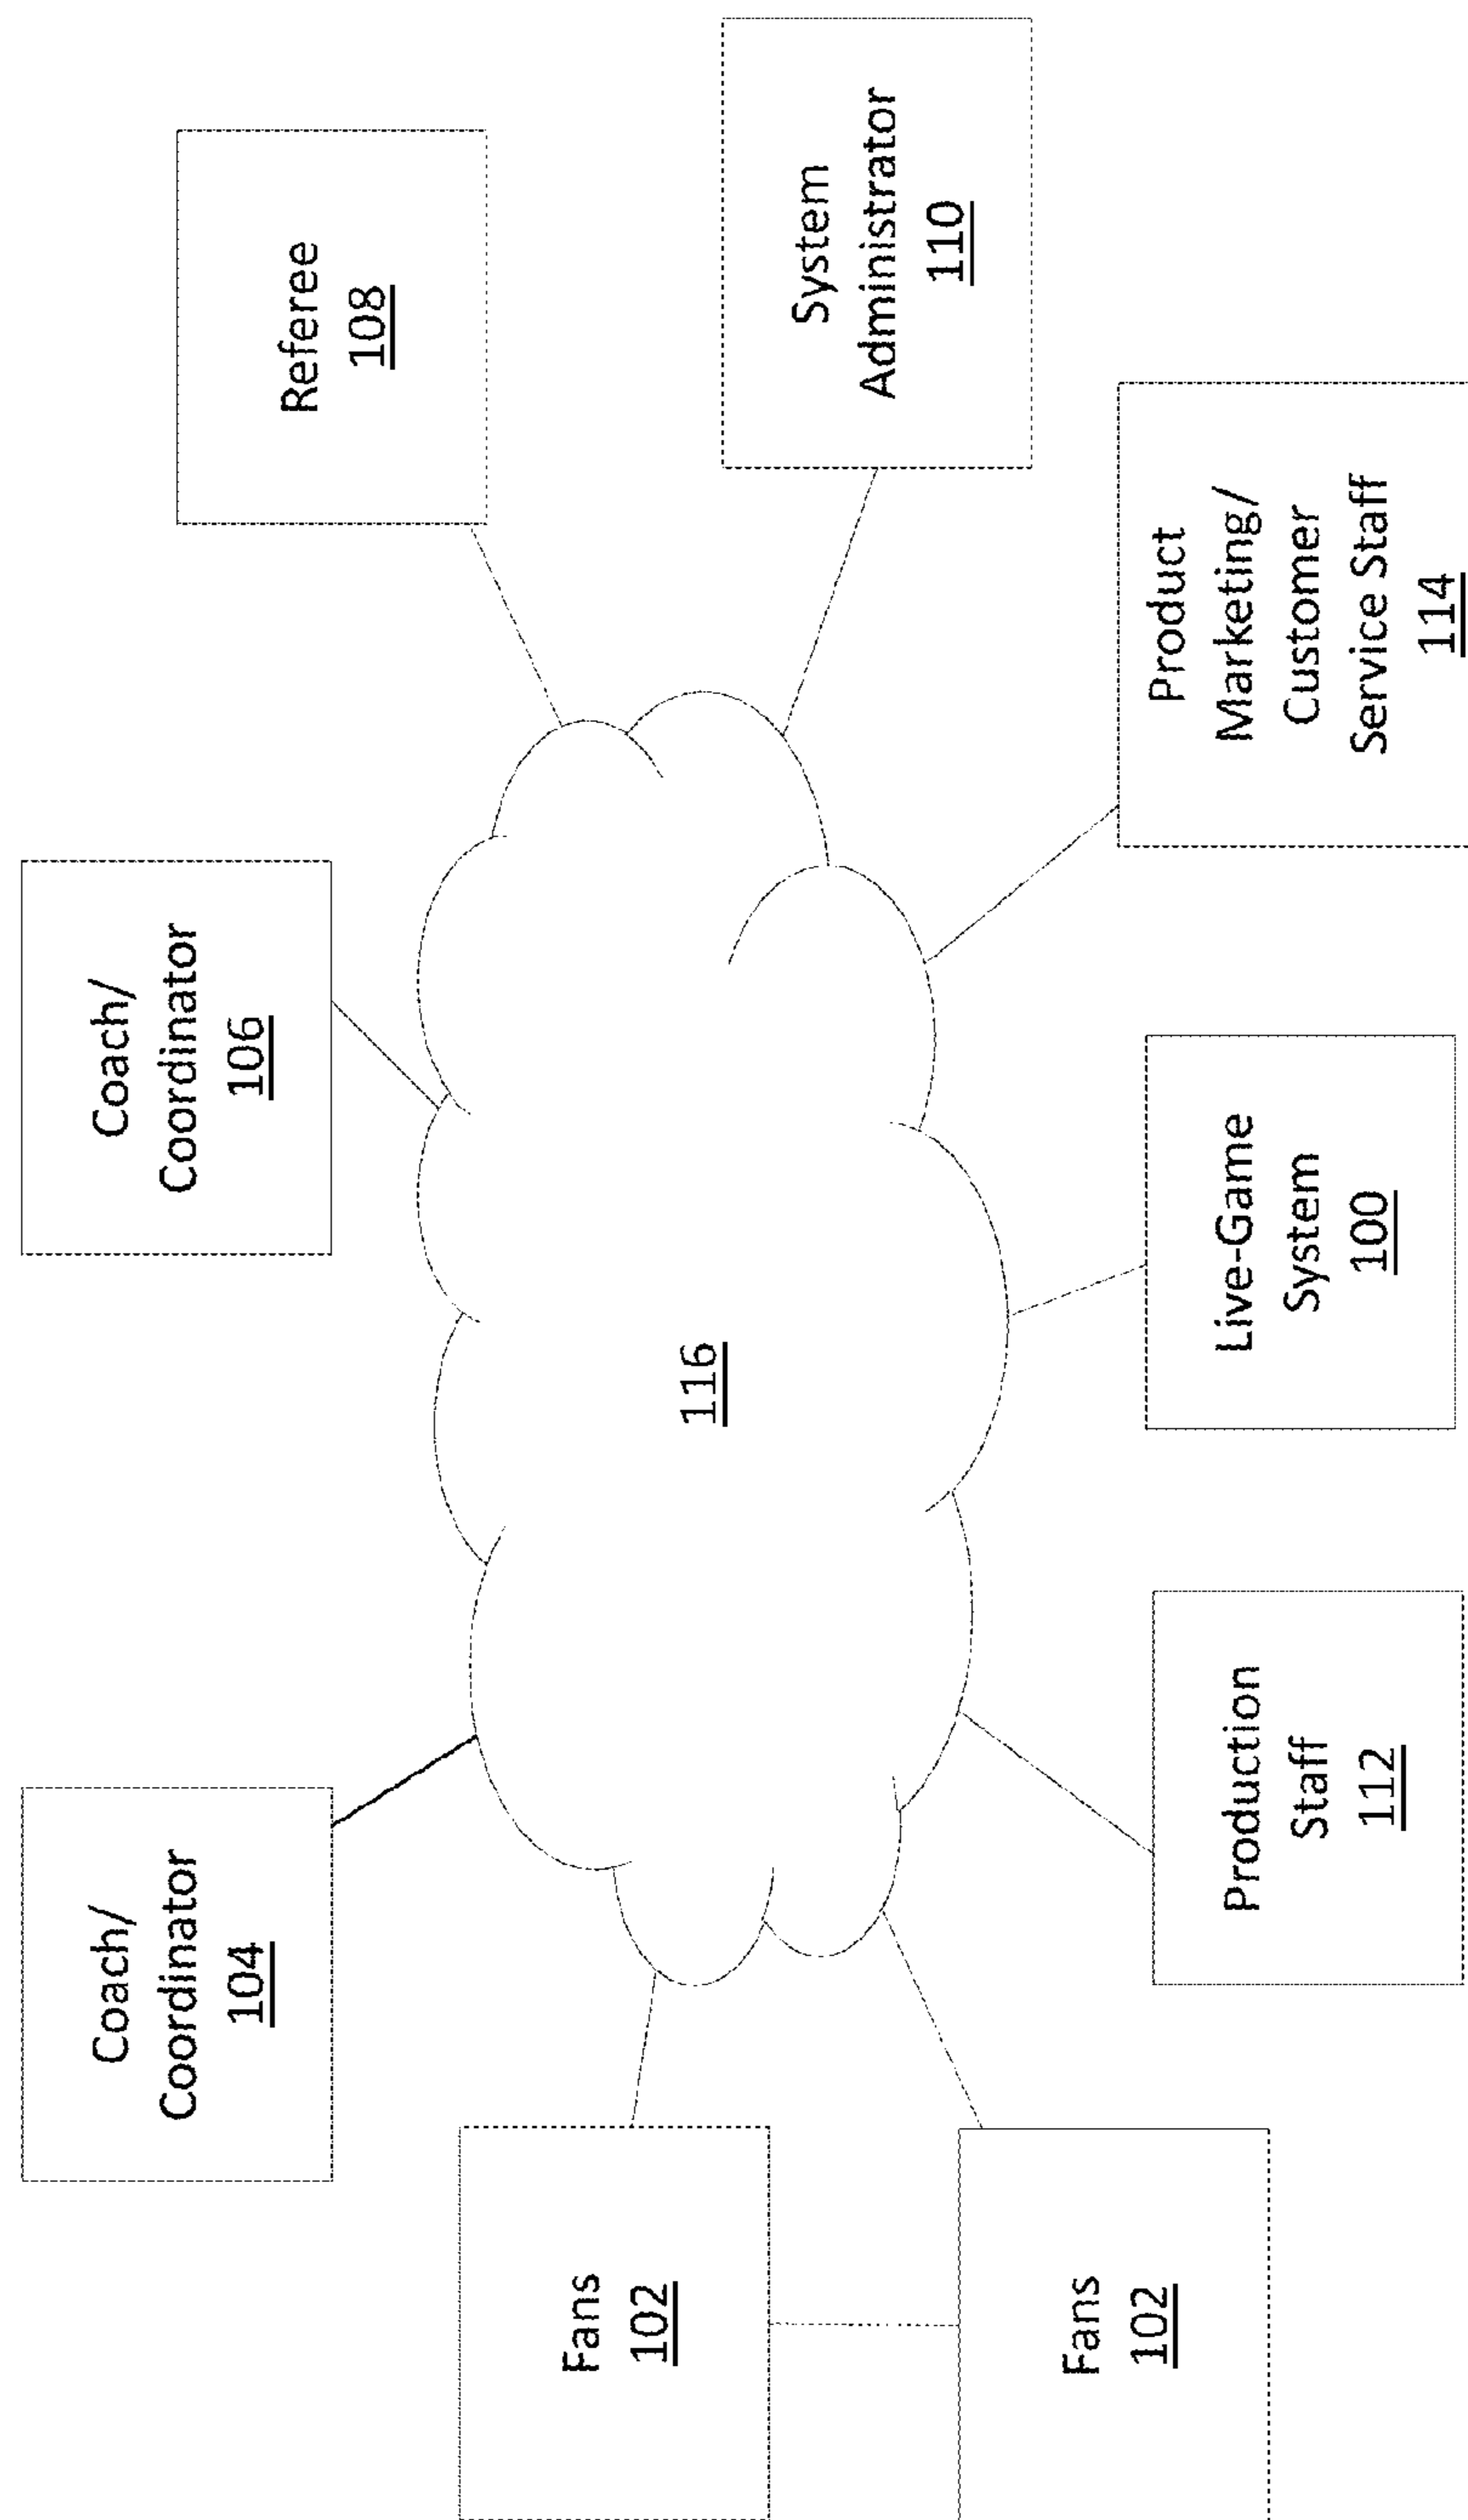 Coach/
Coordinator
104
Coach/
Coordinator
106
Referee
108
Fans
102
116
System
Administrator
110
Fans
102
Production
Staff
112
Live-Game
System
100
Product
Marketing/
Customer
Service Staff
114